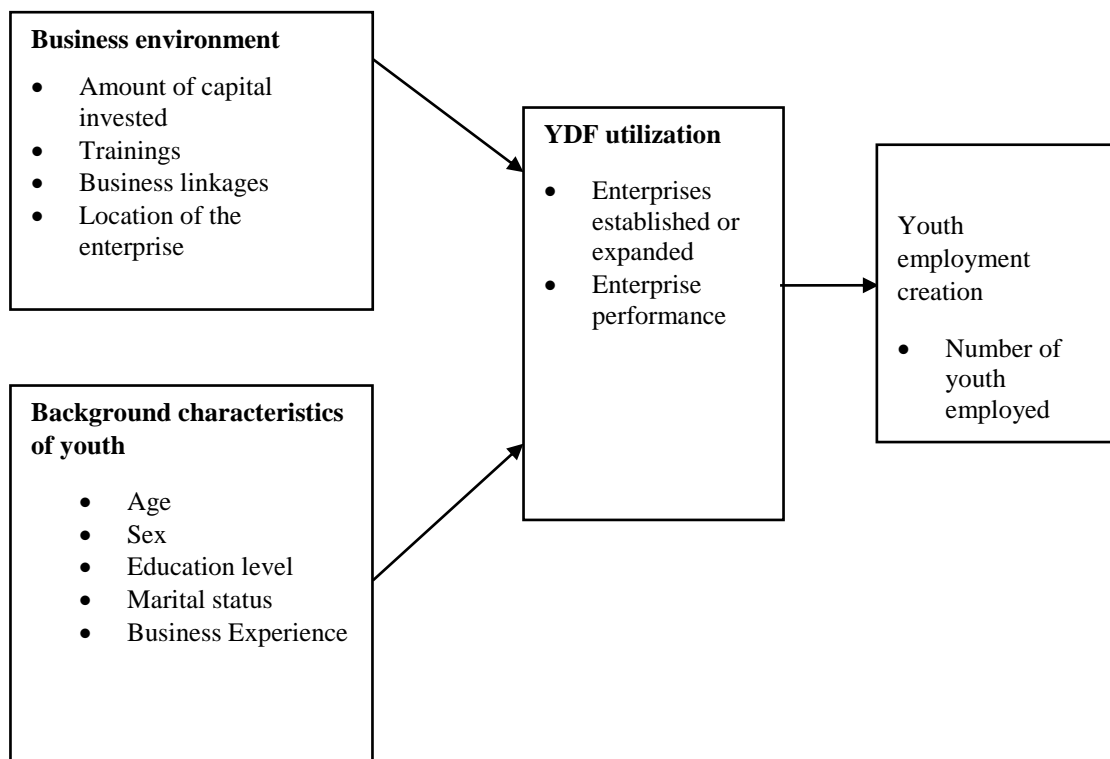 Business environment
• Amount of capital
invested
• Trainings
• Business linkages
• Location of the
enterprise
Background characteristics
of youth
• Age
• Sex
• Education level
• Marital status
• Business Experience
YDF utilization
• Enterprises
established or
expanded
• Enterprise
performance
Youth
employment
creation
• Number of
youth
employed